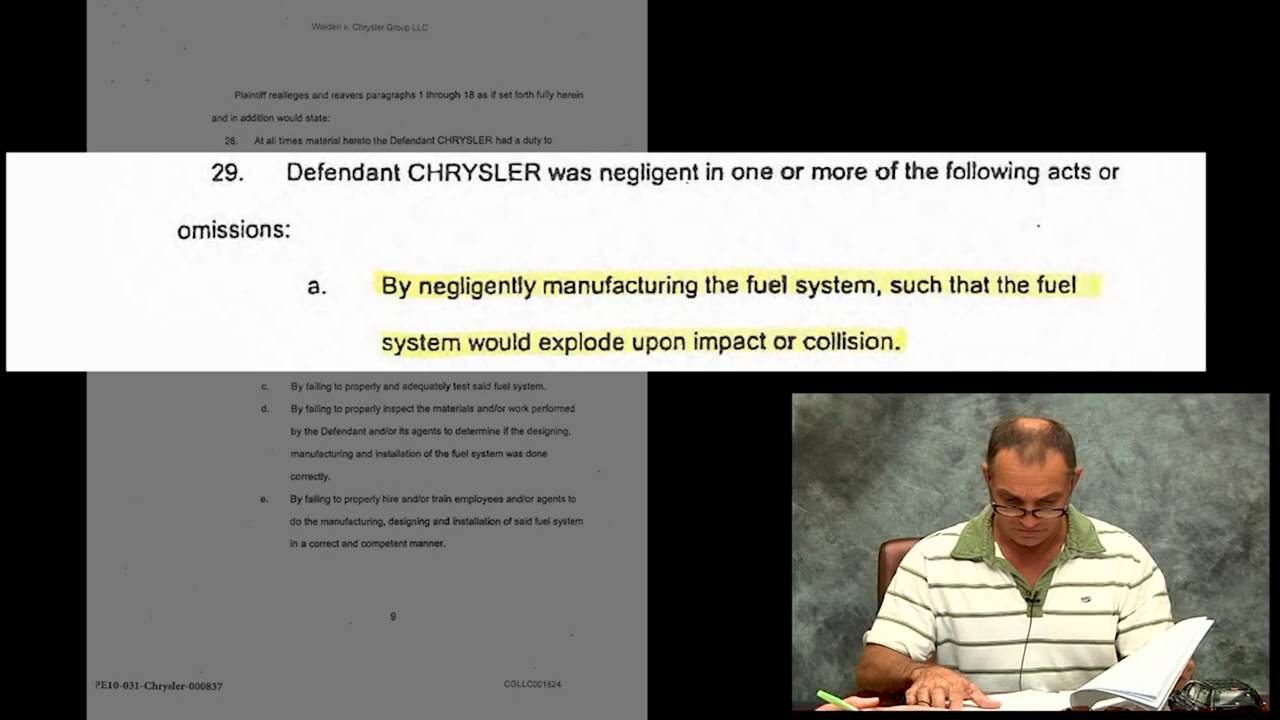 Walden v. Chrysler Group LLC
Plaintiff realleges and reavers paragraphs 1 through 18 as if set forth fully herein
and in addition would state:
28. At all times material hereto the Defendant CHRYSLER had a duty to
29. Defendant CHRYSLER was negligent in one or more of the following acts or
omissions:
a. By negligently manufacturing the fuel system, such that the fuel
system would explode upon impact or collision.
c. By failing to properly and adequately test said fuel system.
d. By failing to properly inspect the materials and/or work performed
by the Defendant and/or its agents to determine if the designing,
manufacturing and installation of the fuel system was done
correctly.
e. By failing to properly hire and/or train employees and/or agents to
do the manufacturing, designing and installation of said fuel system
in a correct and competent manner.
9
PE10-031-Chrysler-000837
CGLLC001524